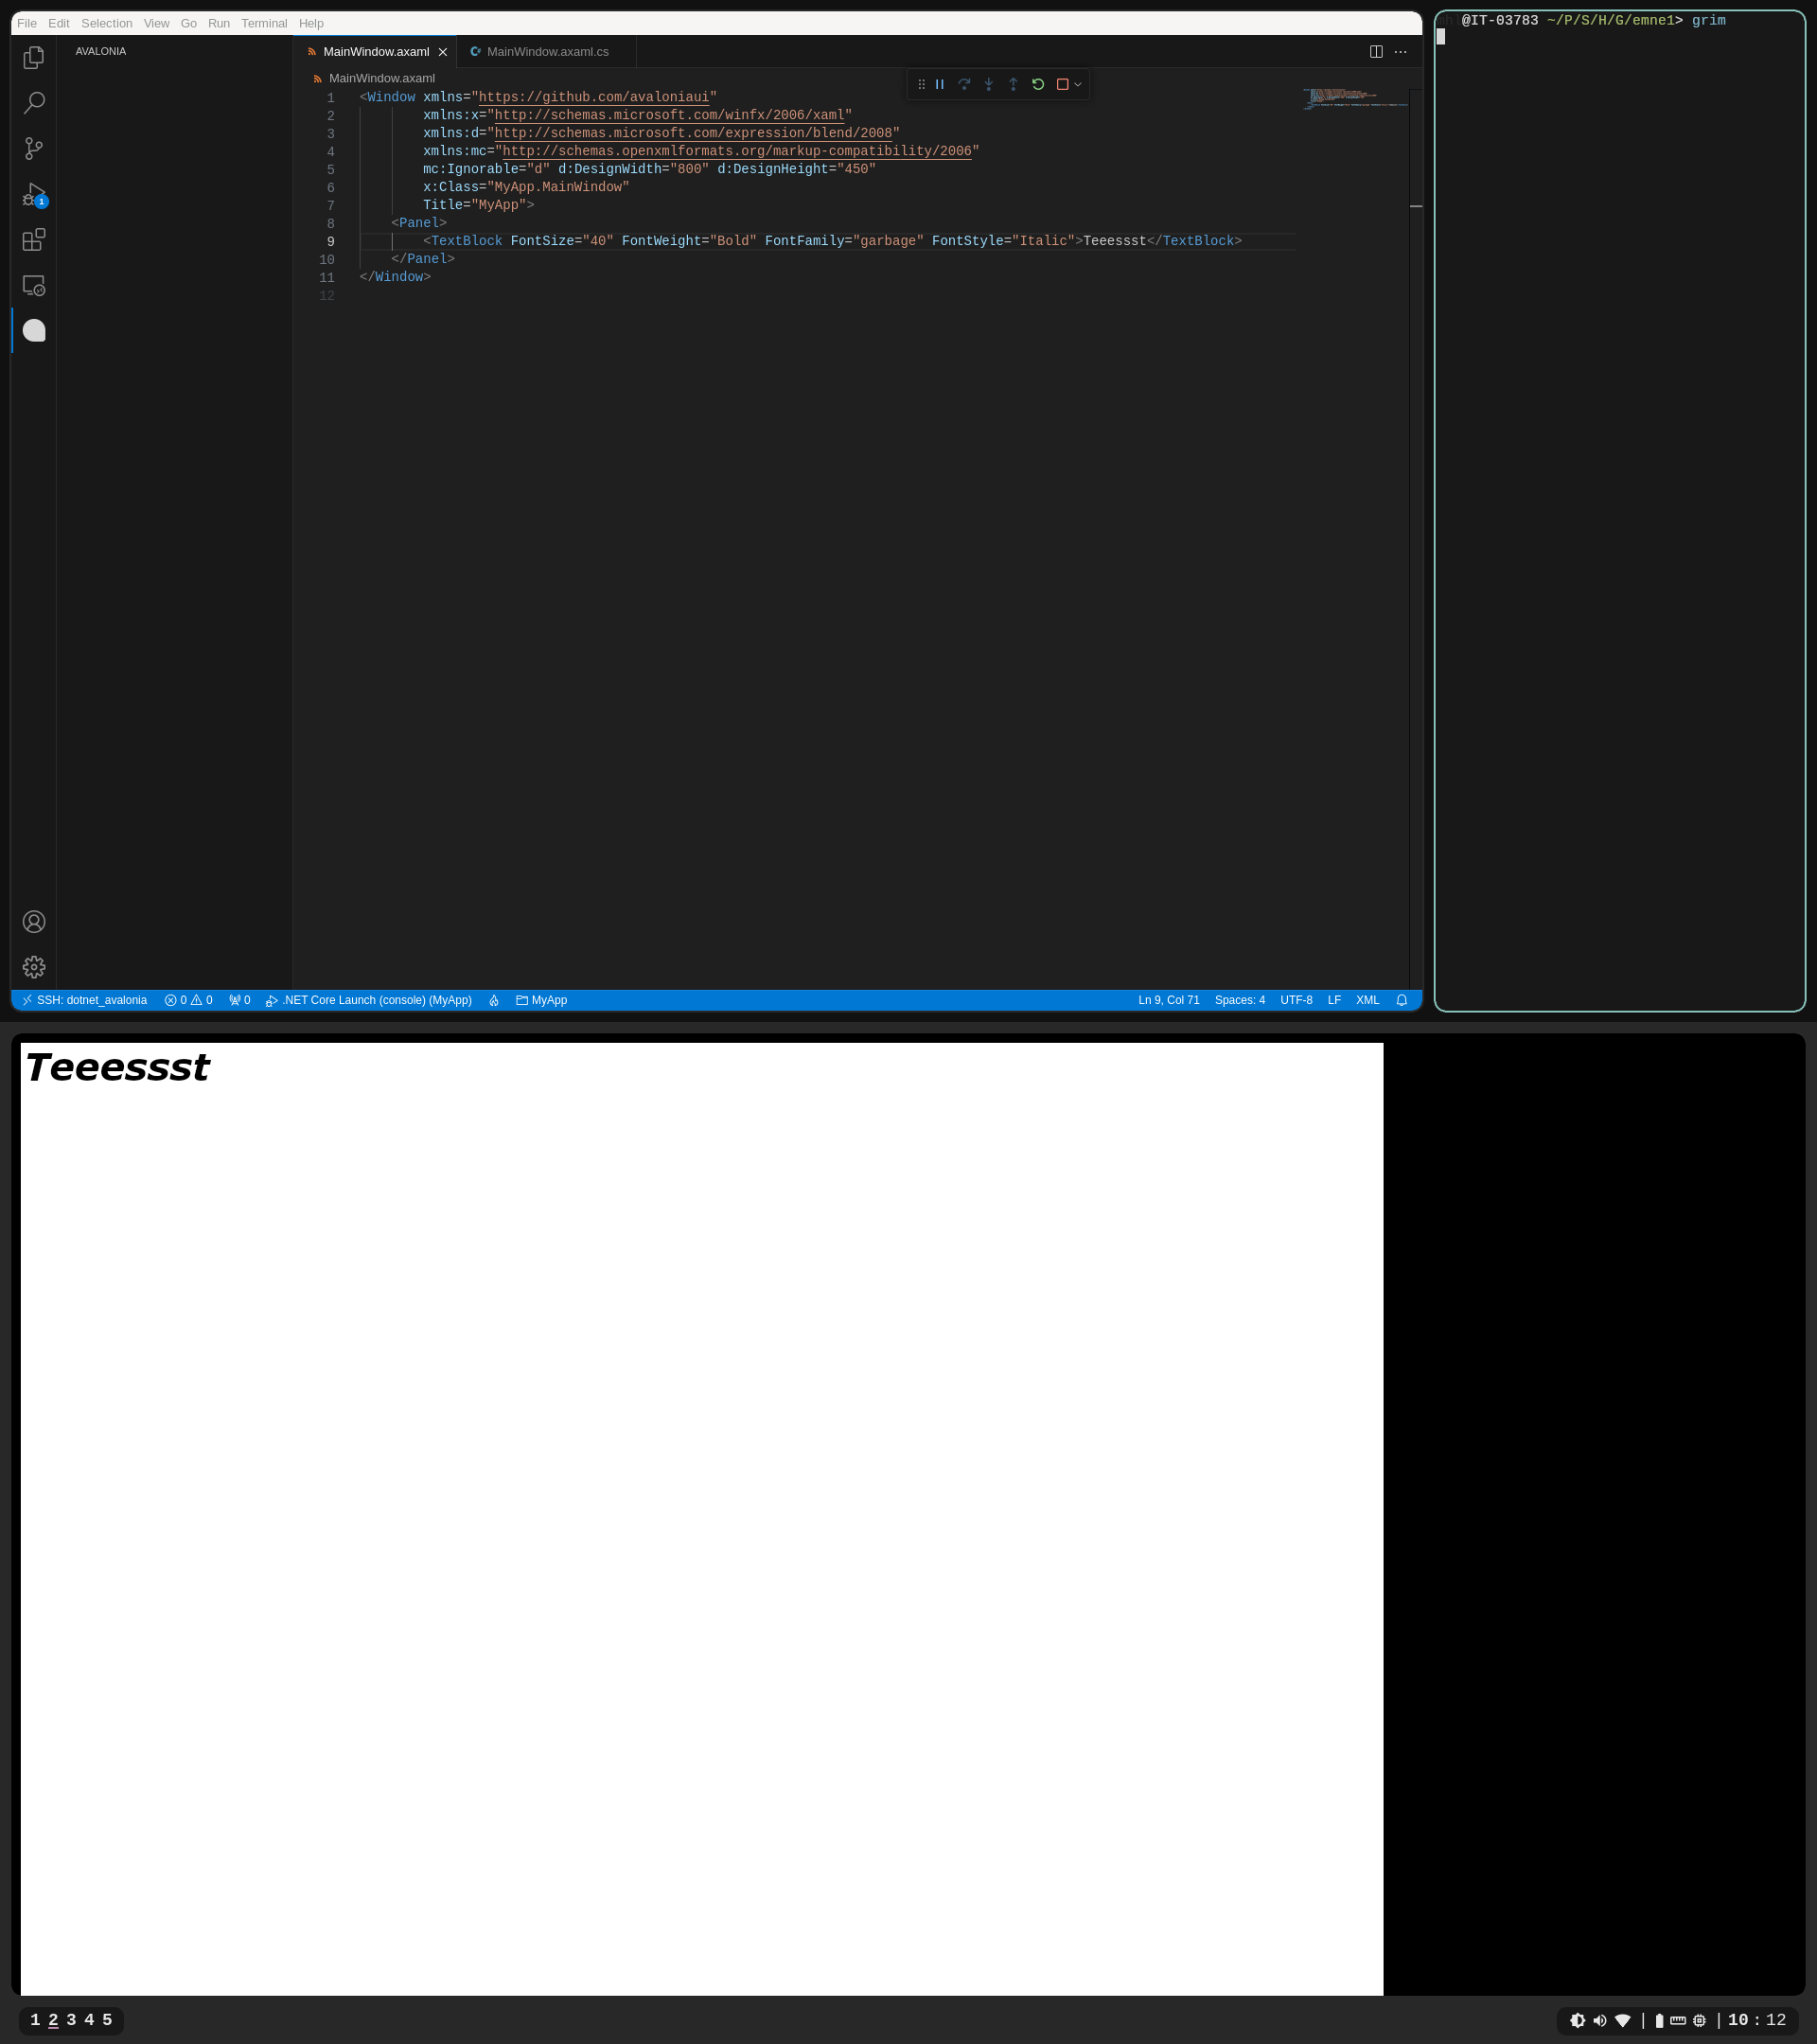 File Edit Selection View Go Run Terminal Help
AVALONIA
MainWindow.axaml
MainWindow.axaml.cs
MainWindow.axaml
1 <Window xmlns="https://github.com/avaloniaui"
2 xmlns:x="http://schemas.microsoft.com/winfx/2006/xaml"
3 xmlns:d="http://schemas.microsoft.com/expression/blend/2008"
4 xmlns:mc="http://schemas.openxmlformats.org/markup-compatibility/2006"
5 mc:Ignorable="d" d:DesignWidth="800" d:DesignHeight="450"
6 x:Class="MyApp.MainWindow"
7 Title="MyApp">
8 <Panel>
9 <TextBlock FontSize="40" FontWeight="Bold" FontFamily="garbage" FontStyle="Italic">Teeessst</TextBlock>
10 </Panel>
11 </Window>
12
1
SSH: dotnet_avalonia 0 0 0 .NET Core Launch (console) (MyApp) MyApp
Ln 9, Col 71 Spaces: 4 UTF-8 LF XML
@IT-03783 ~/P/S/H/G/emne1> grim
Teeessst
1 2 3 4 5
| | 10:12